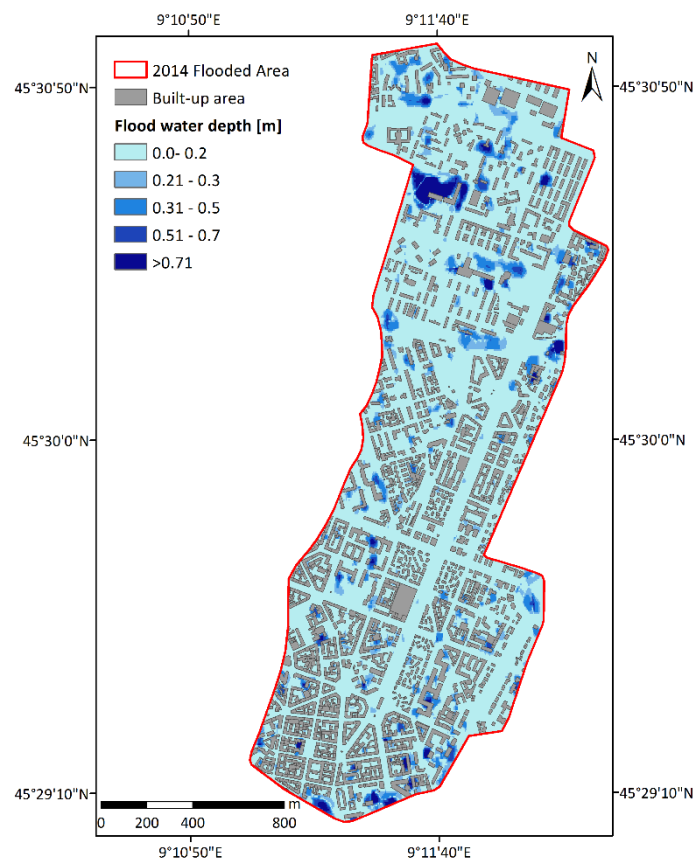 9°10'50"E 9°11'40"E
2014 Flooded Area
Built-up area
Flood water depth [m]
0.0- 0.2
0.21 - 0.3
0.31 - 0.5
0.51 - 0.7
>0.71
N
45°30'50"N 45°30'50"N
45°30'0"N 45°30'0"N
45°29'10"N 45°29'10"N
m
0 200 400 800
9°10'50"E 9°11'40"E